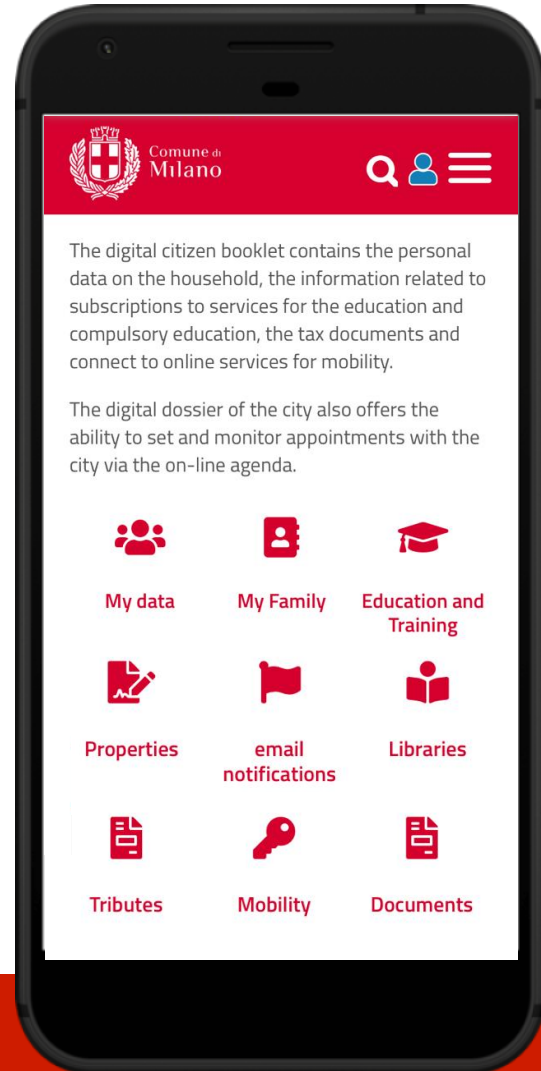 Comune di
Milano
The digital citizen booklet contains the personal
data on the household, the information related to
subscriptions to services for the education and
compulsory education, the tax documents and
connect to online services for mobility.
The digital dossier of the city also offers the
ability to set and monitor appointments with the
city via the on-line agenda.
My data
My Family
Education and
Training
Properties
email
notifications
Libraries
Tributes
Mobility
Documents